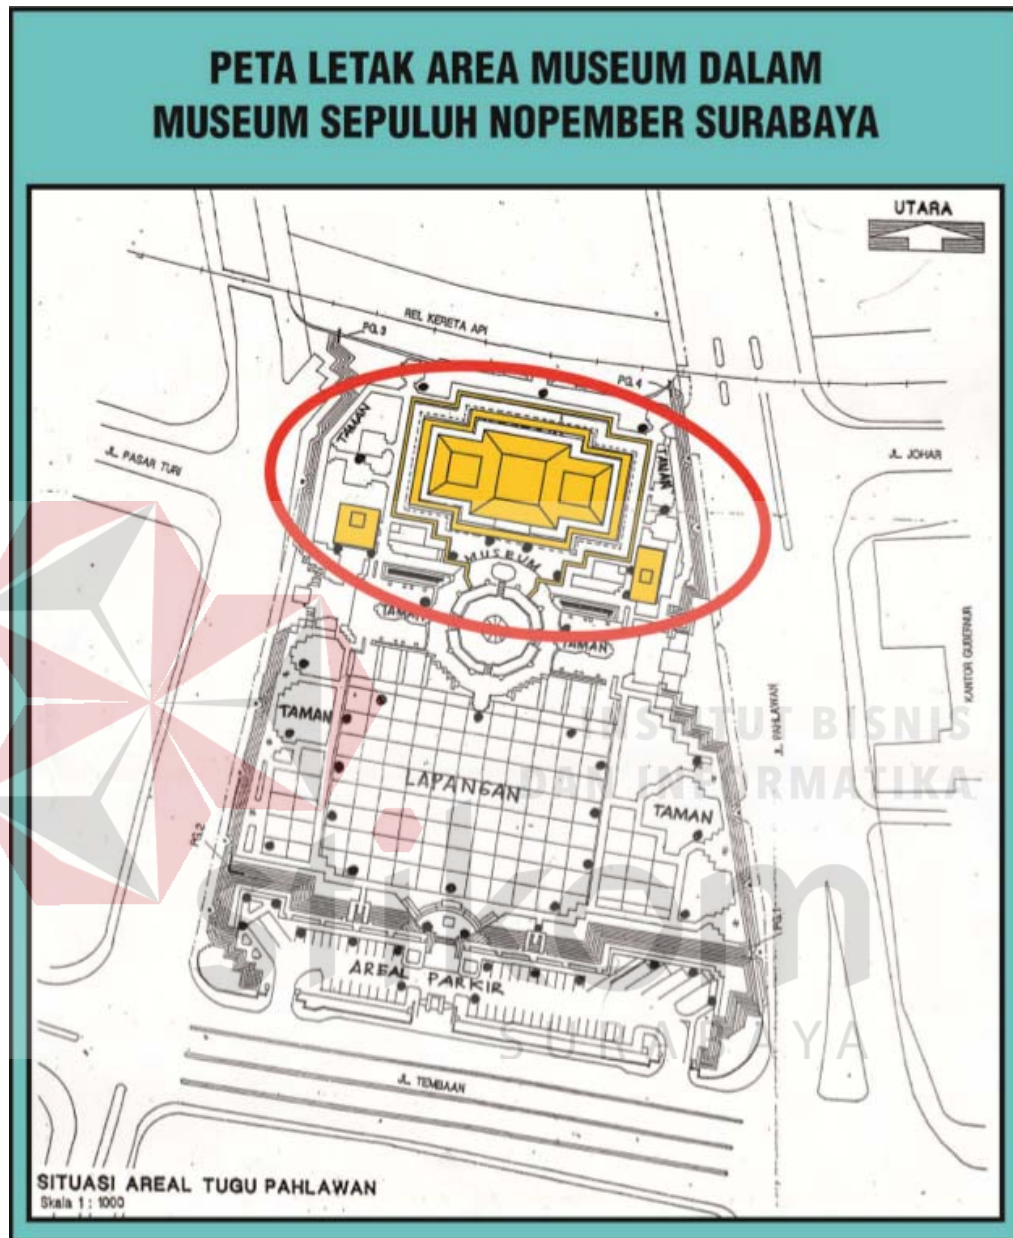 PETA LETAK AREA MUSEUM DALAM
MUSEUM SEPULUH NOPEMBER SURABAYA
UTARA
REL KERETA API
PG.3
PG.4
TAMAN
TAMAN
JL. PASAR TURI
JL. JOHAR
MUSEUM
TAMAN
TAMAN
KANTOR GUBERNUR
JL. PAHLAWAN
TAMAN
INSTITUT BISNIS
DAN INFORMATIKA
LAPANGAN
TAMAN
PG.2
stikom
PG.1
AREAL PARKIR
SURABAYA
JL. TEMBAAN
SITUASI AREAL TUGU PAHLAWAN
Skala 1 : 1000